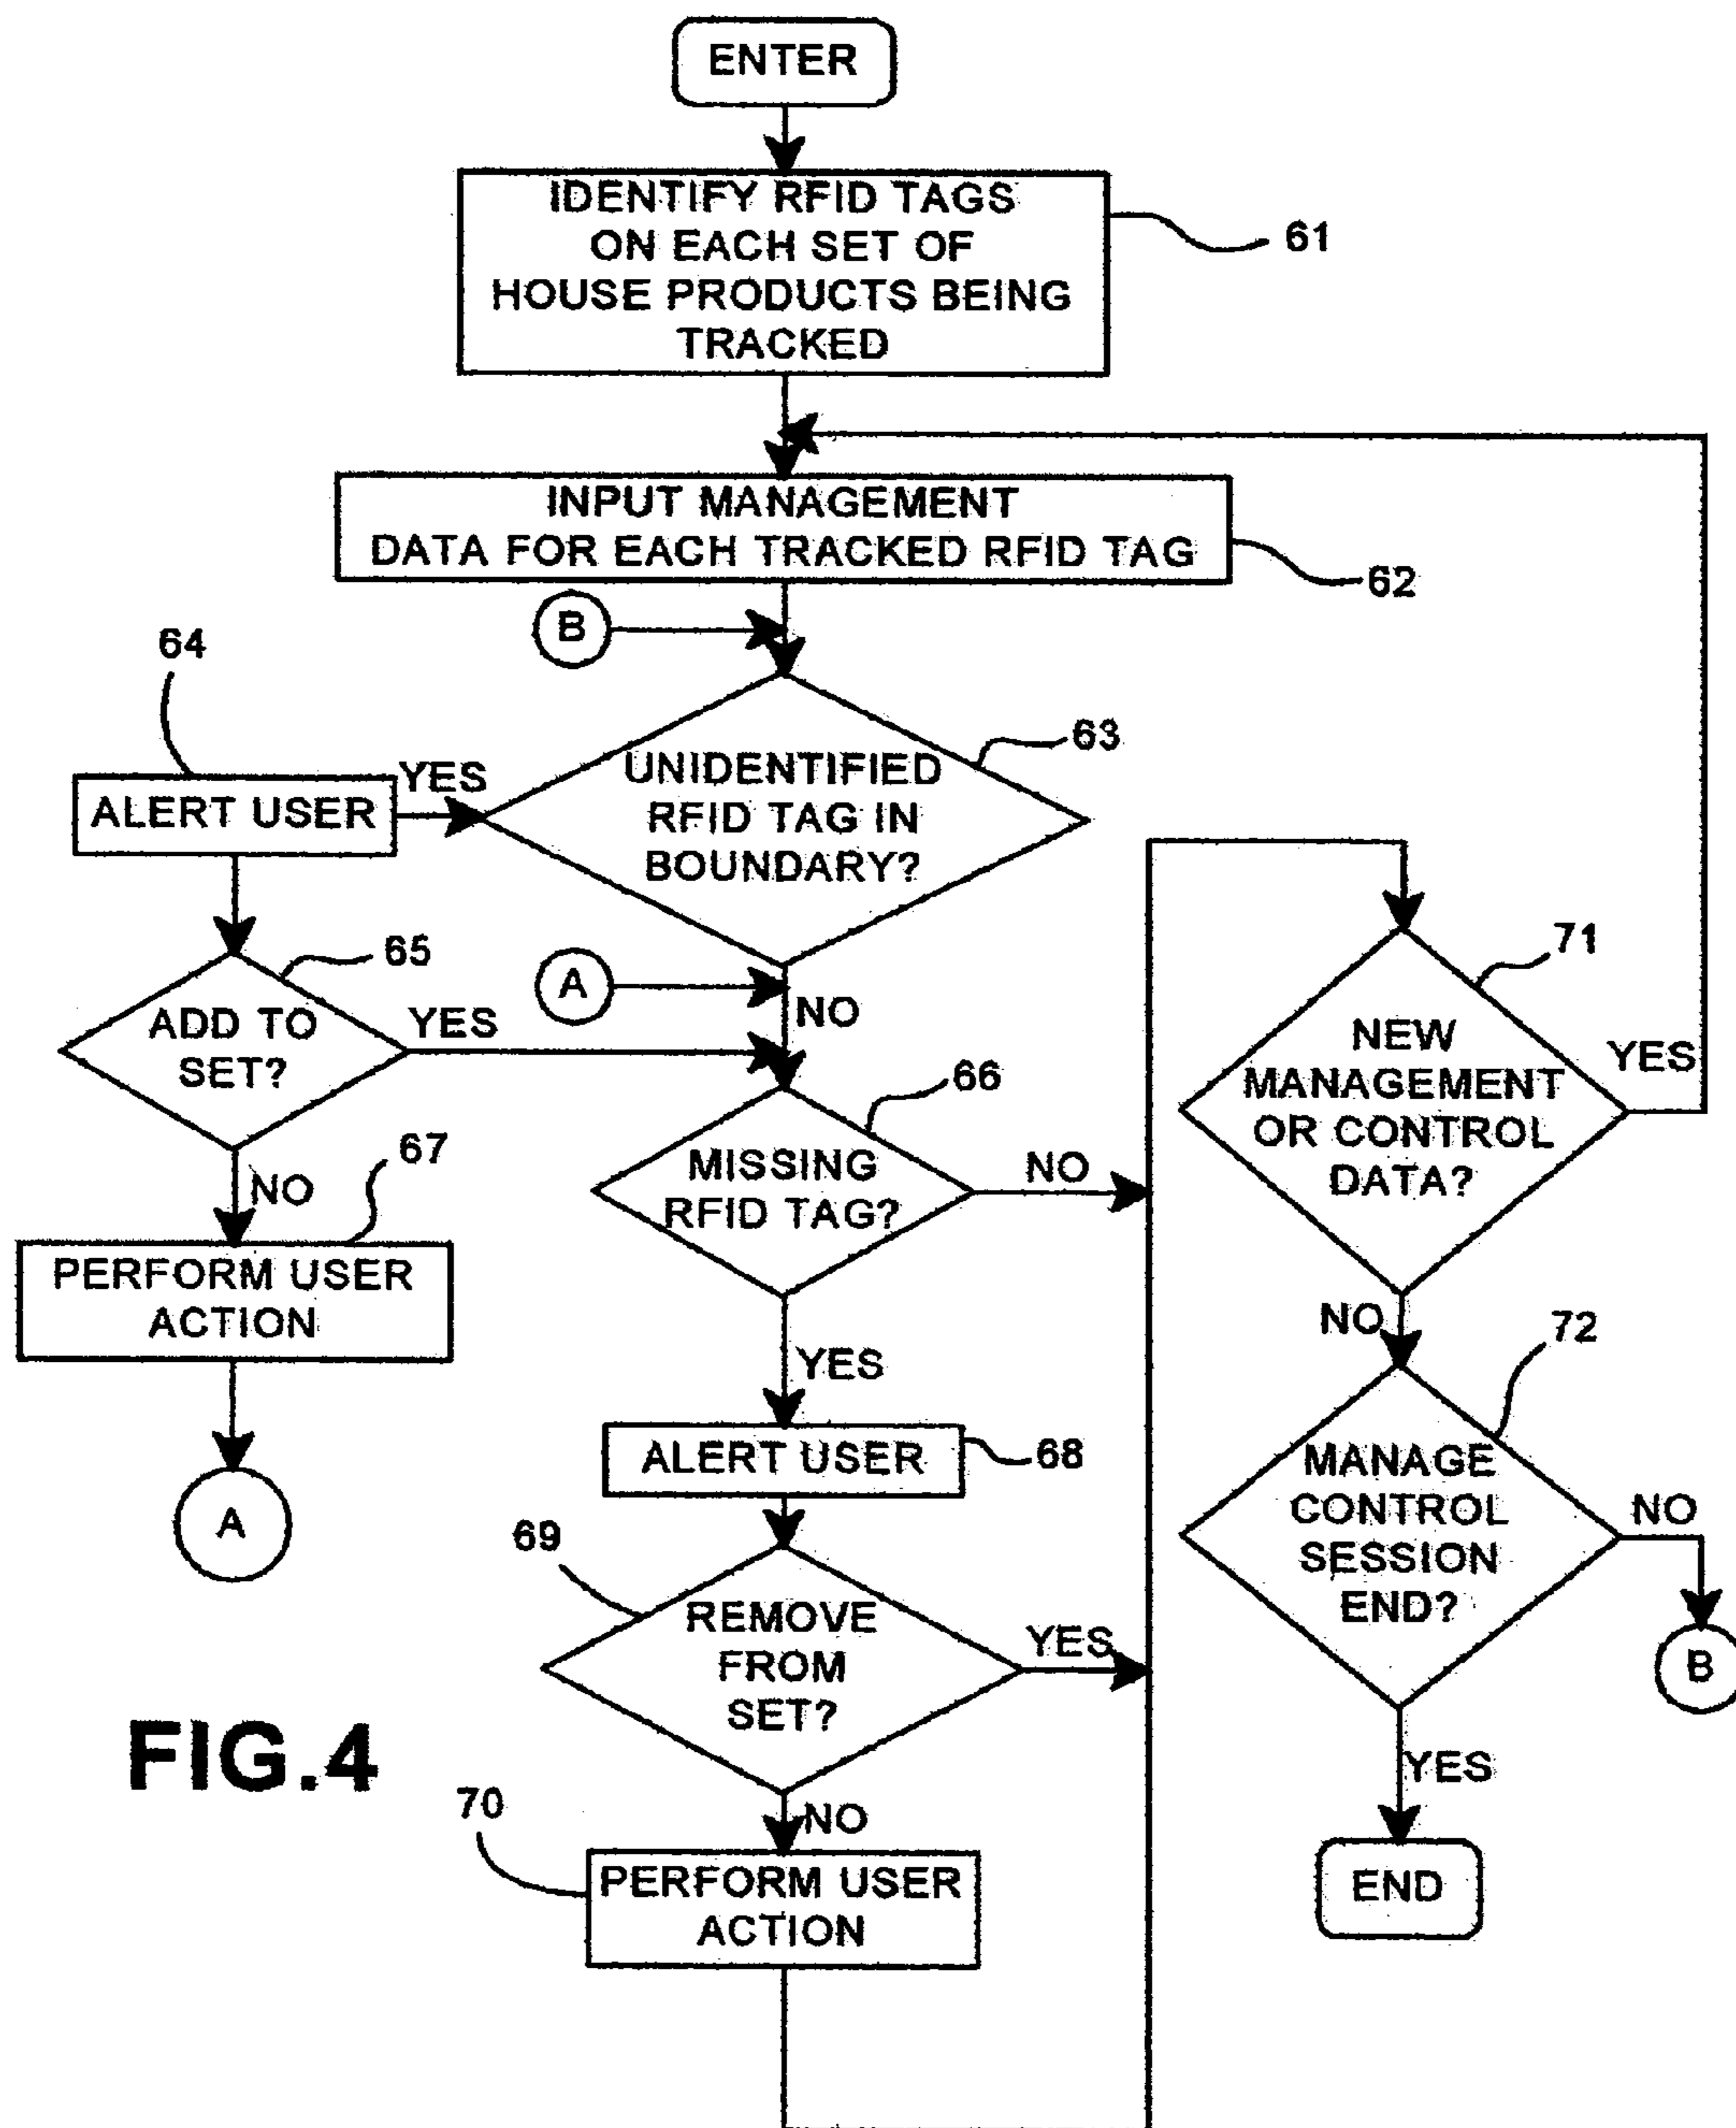 ENTER
IDENTIFY RFID TAGS
ON EACH SET OF
HOUSE PRODUCTS BEING
TRACKED
61
INPUT MANAGEMENT
DATA FOR EACH TRACKED RFID TAG
62
B
64
63
UNIDENTIFIED
RFID TAG IN
BOUNDARY?
YES
ALERT USER
65
ADD TO
SET?
YES
A
NO
66
MISSING
RFID TAG?
NO
71
NEW
MANAGEMENT
OR CONTROL
DATA?
YES
NO
67
PERFORM USER
ACTION
A
YES
ALERT USER
68
NO
72
MANAGE
CONTROL
SESSION
END?
NO
B
69
REMOVE
FROM
SET?
YES
FIG.4
NO
70
PERFORM USER
ACTION
YES
END